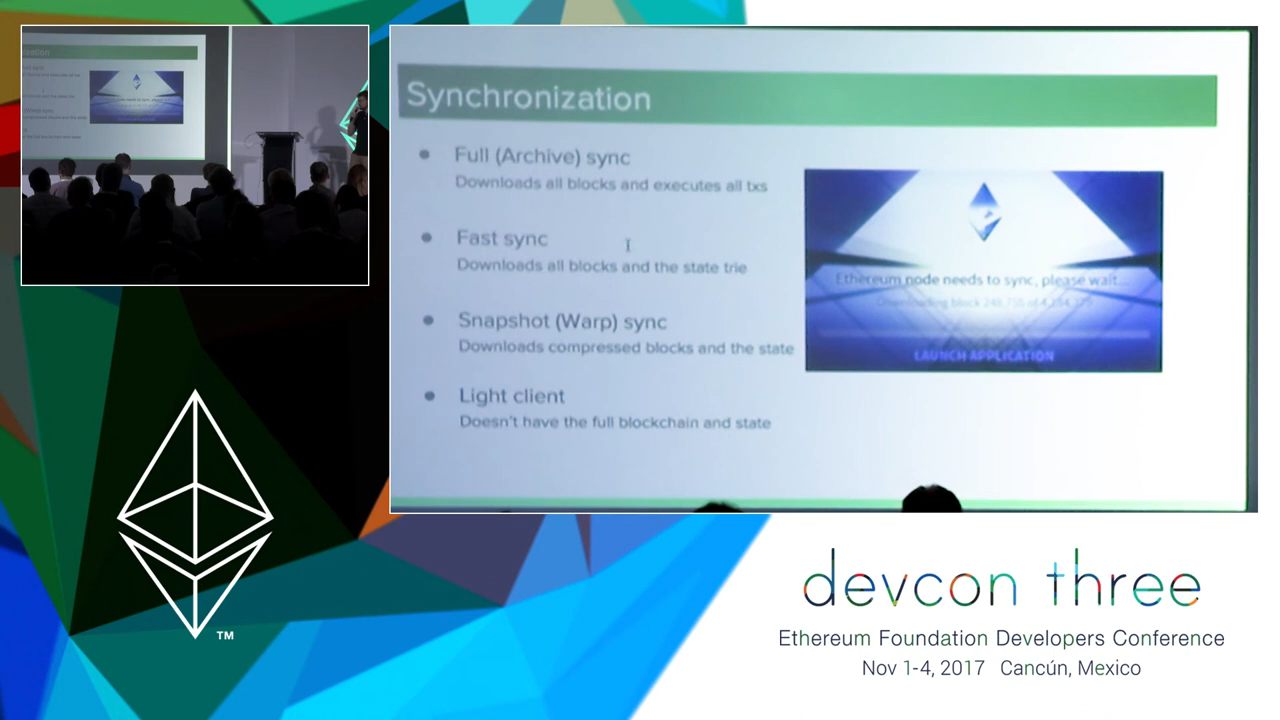 Synchronization
Full (Archive) sync
Downloads all blocks and executes all txs
Fast sync
Downloads all blocks and the state trie
Snapshot (Warp) sync
Downloads compressed blocks and the state
Light client
Doesn't have the full blockchain and state
Ethereum node needs to sync, please wait...
Downloading block
LAUNCH APPLICATION
TM
devcon three
Ethereum Foundation Developers Conference
Nov 1-4, 2017 Cancún, Mexico